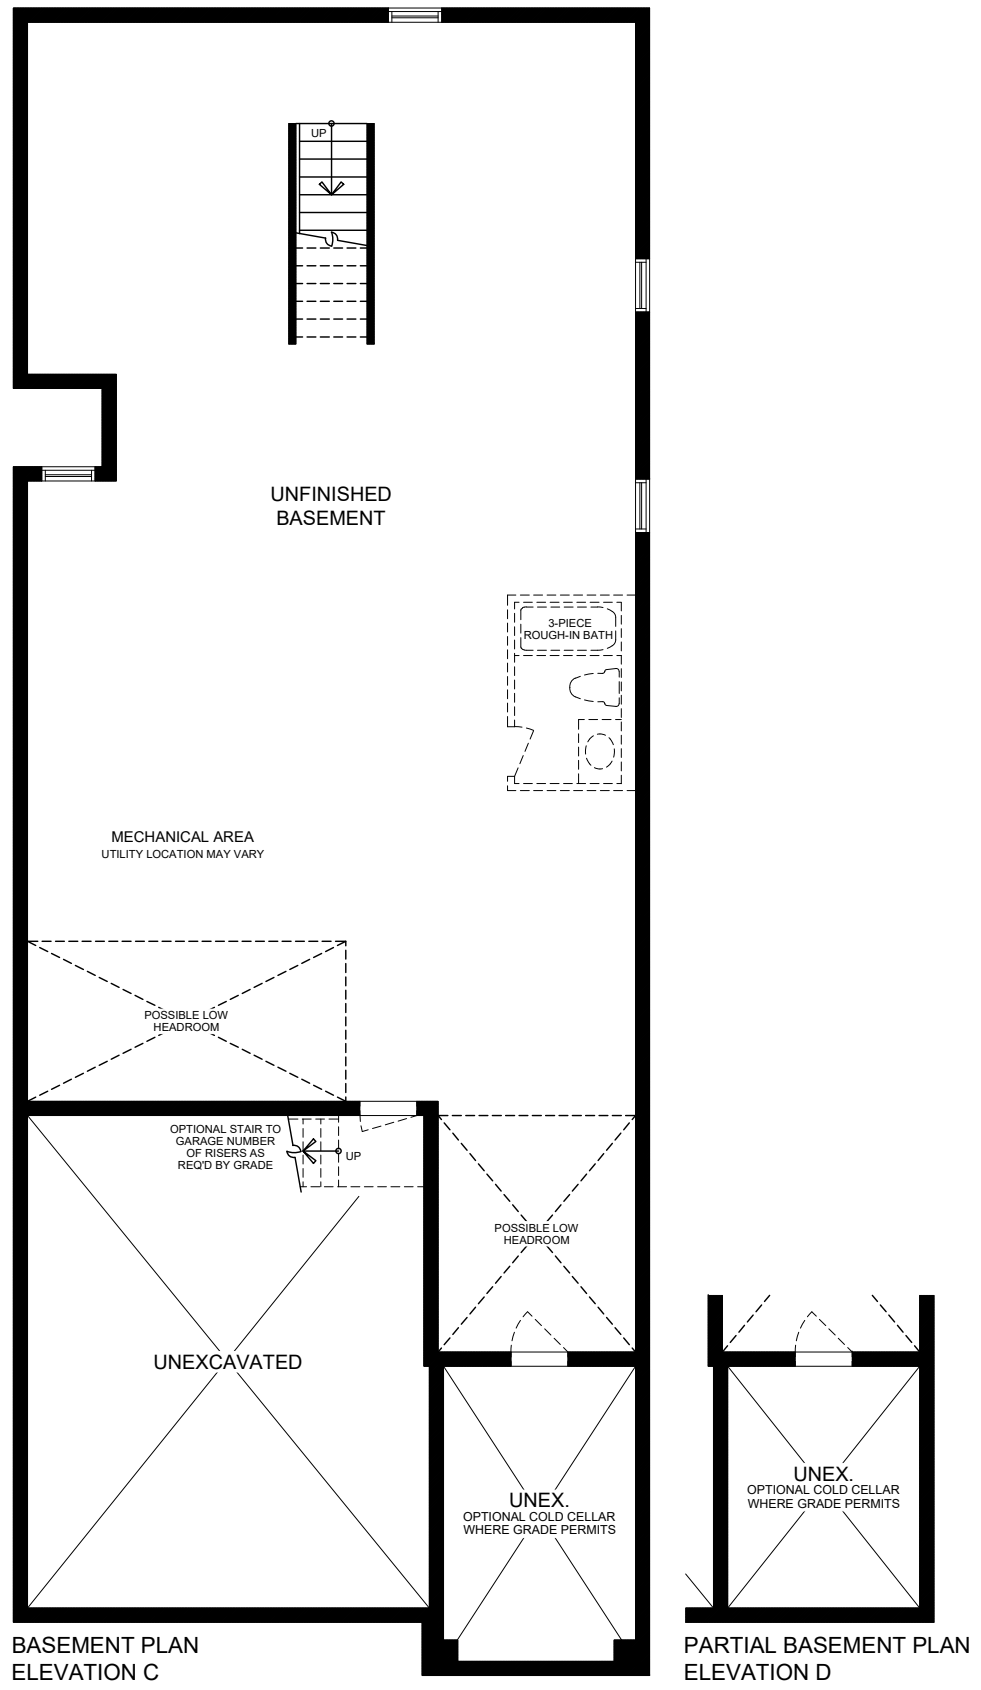 UP
UNFINISHED
BASEMENT
3-PIECE
ROUGH-IN BATH
MECHANICAL AREA
UTILITY LOCATION MAY VARY
POSSIBLE LOW
HEADROOM
OPTIONAL STAIR TO
GARAGE NUMBER
OF RISERS AS
REQ'D BY GRADE
UP
POSSIBLE LOW
HEADROOM
UNEXCAVATED
UNEX.
OPTIONAL COLD CELLAR
WHERE GRADE PERMITS
UNEX.
OPTIONAL COLD CELLAR
WHERE GRADE PERMITS
BASEMENT PLAN
ELEVATION C
PARTIAL BASEMENT PLAN
ELEVATION D